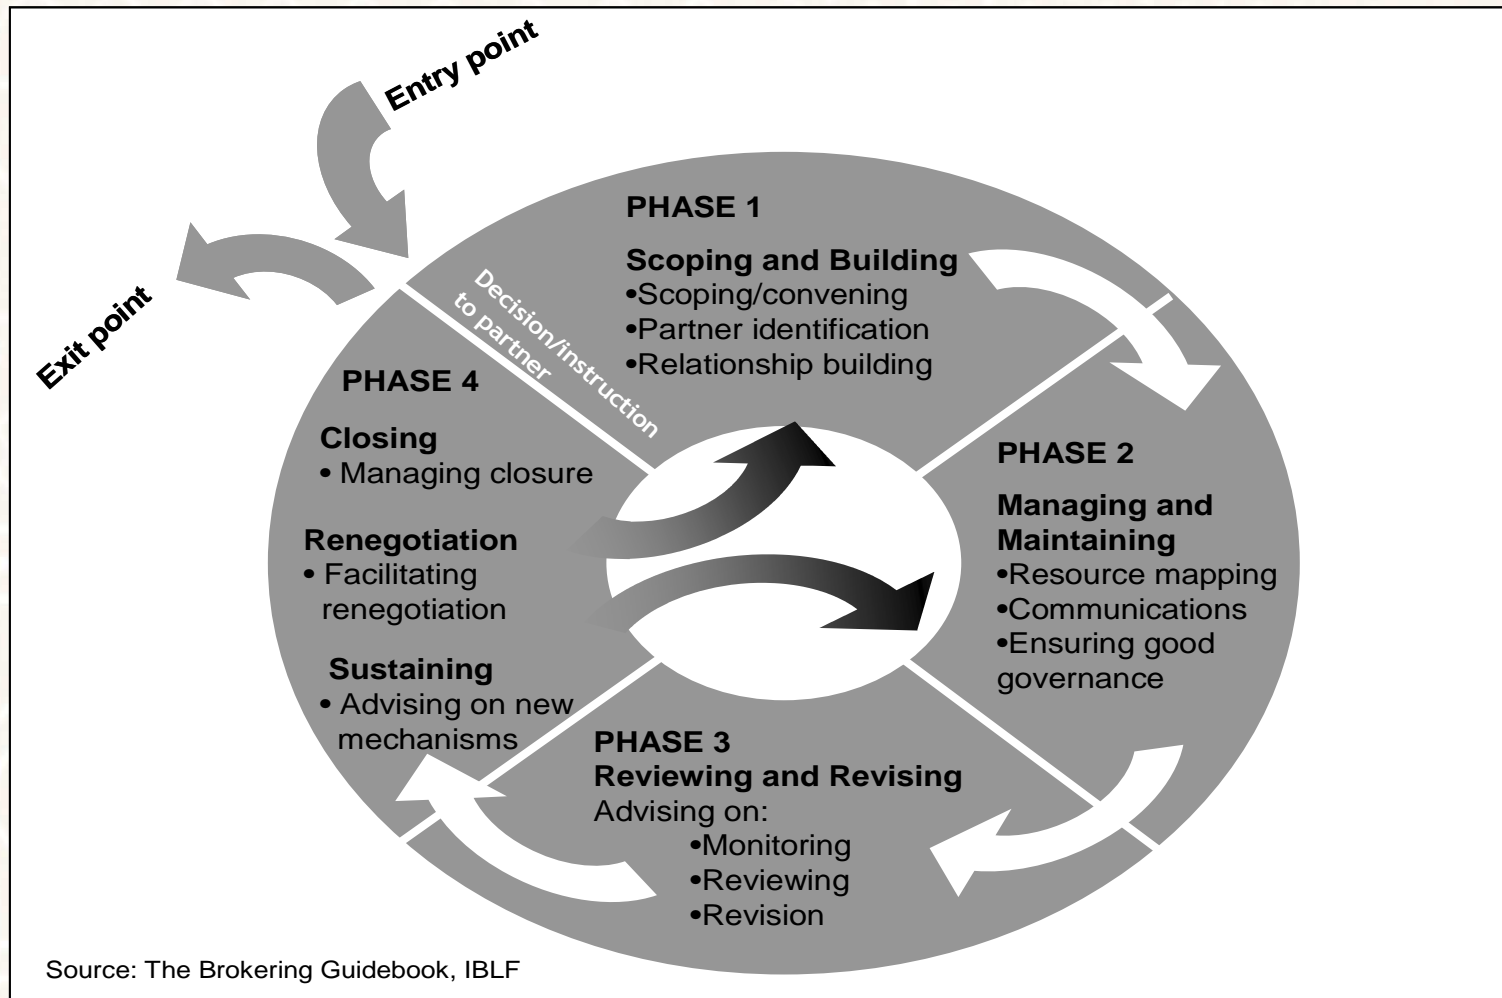 Entry point
Exit point
Decision/instruction
to partner
PHASE 1
Scoping and Building
•Scoping/convening
•Partner identification
•Relationship building
PHASE 2
Managing and
Maintaining
•Resource mapping
•Communications
•Ensuring good
governance
PHASE 3
Reviewing and Revising
Advising on:
•Monitoring
•Reviewing
•Revision
PHASE 4
Closing
• Managing closure
Renegotiation
• Facilitating
renegotiation
Sustaining
• Advising on new
mechanisms
Source: The Brokering Guidebook, IBLF